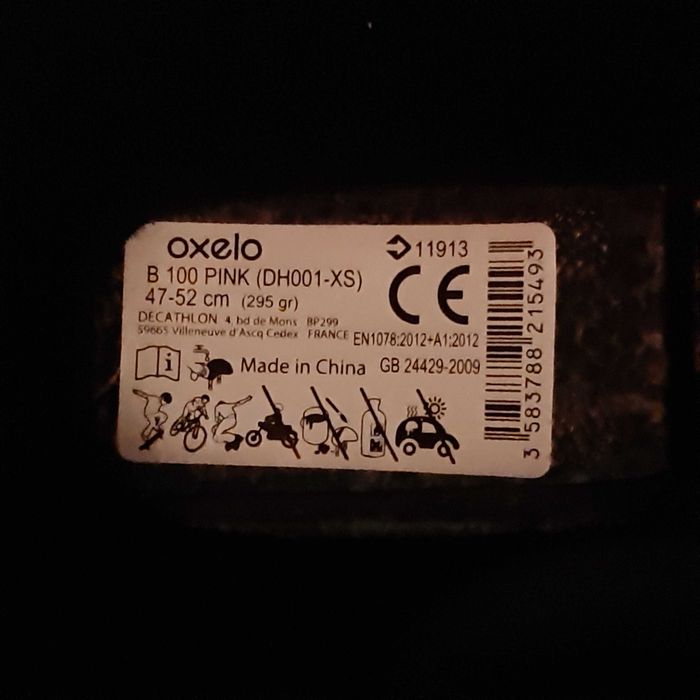 oxelo
11913
B 100 PINK (DH001-XS)
47-52 cm (295 gr)
CE
DECATHLON 4, bd de Mons BP299
59665 Villeneuve d'Ascq Cedex FRANCE
EN1078:2012+A1:2012
i
Made in China
GB 24429-2009
3 583788 215493